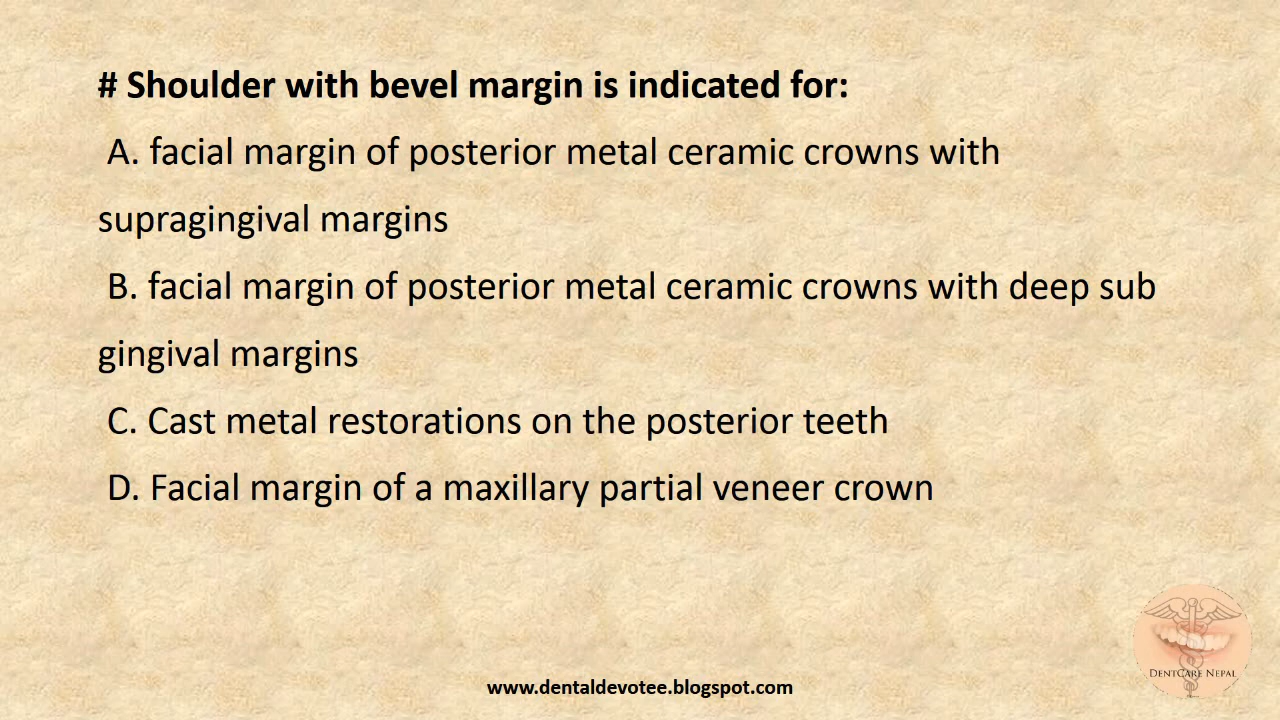 # Shoulder with bevel margin is indicated for:
A. facial margin of posterior metal ceramic crowns with
supragingival margins
B. facial margin of posterior metal ceramic crowns with deep sub
gingival margins
C. Cast metal restorations on the posterior teeth
D. Facial margin of a maxillary partial veneer crown
DENTCARE NEPAL
www.dentaldevotee.blogspot.com